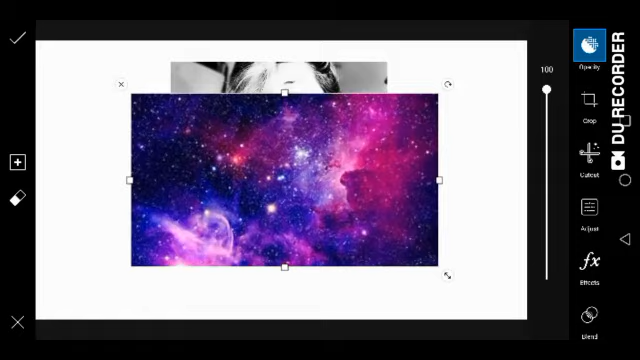 100
Opacity
Crop
Cutout
Adjust
fx
Effects
Blend
DU RECORDER